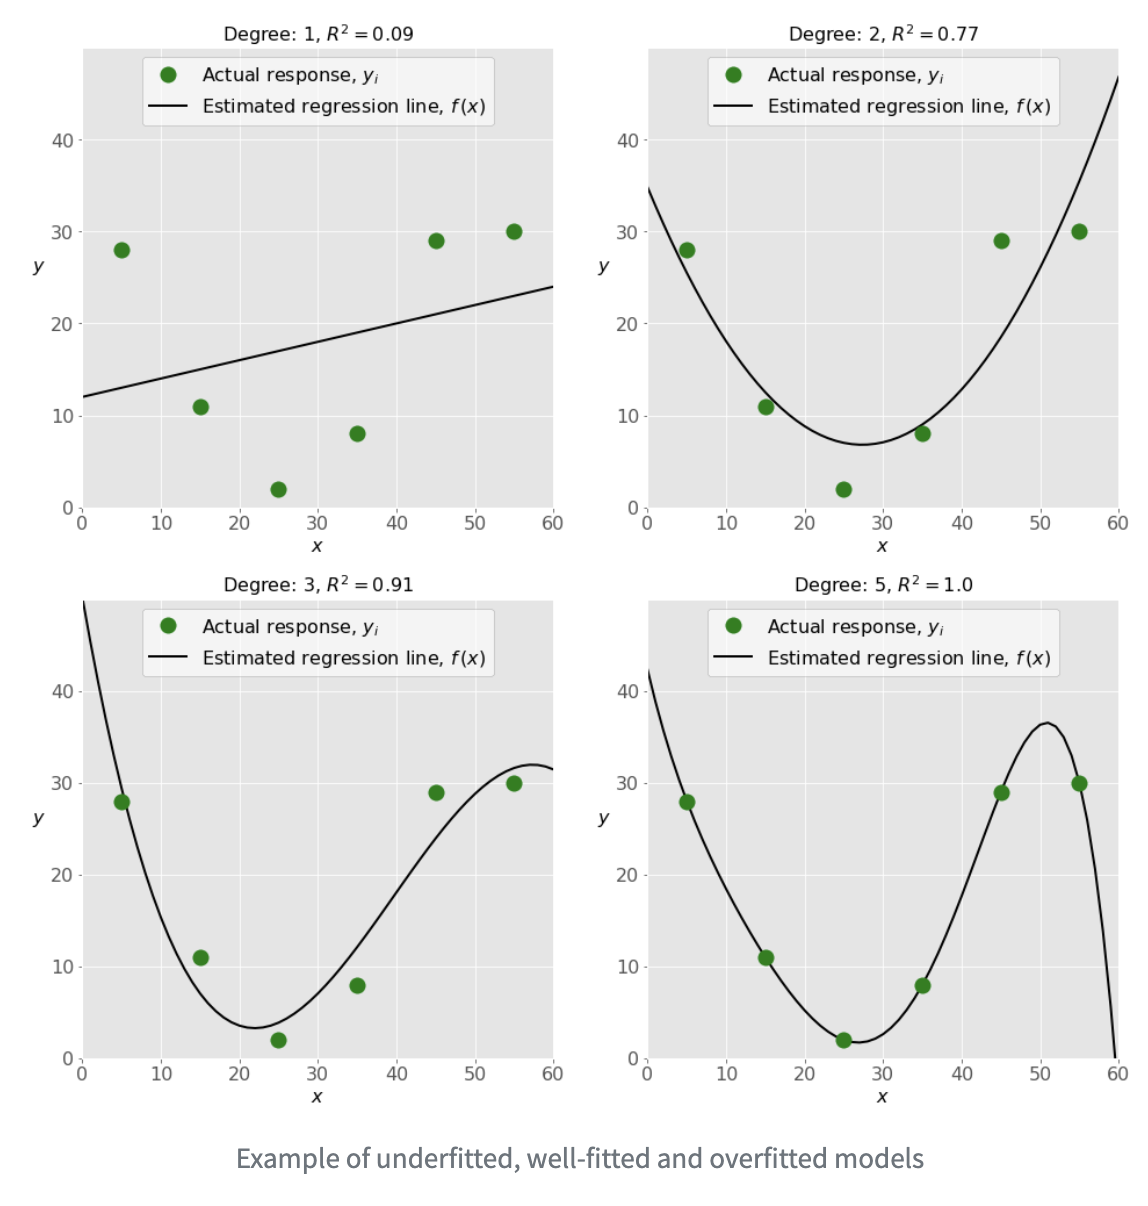 Degree: 1, R² = 0.09
Actual response, yᵢ
Estimated regression line, f(x)
40
30
y
20
10
0
0 10 20 30 40 50 60
x
Degree: 2, R² = 0.77
Actual response, yᵢ
Estimated regression line, f(x)
40
30
y
20
10
0
0 10 20 30 40 50 60
x
Degree: 3, R² = 0.91
Actual response, yᵢ
Estimated regression line, f(x)
40
30
y
20
10
0
0 10 20 30 40 50 60
x
Degree: 5, R² = 1.0
Actual response, yᵢ
Estimated regression line, f(x)
40
30
y
20
10
0
0 10 20 30 40 50 60
x
Example of underfitted, well-fitted and overfitted models